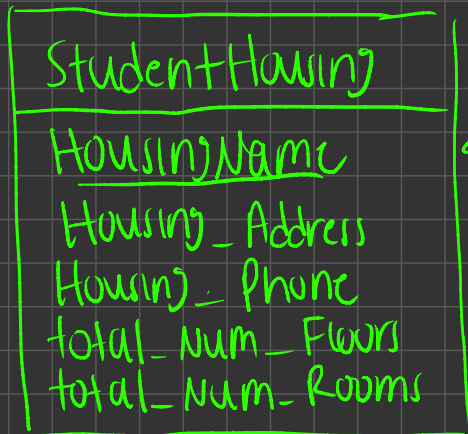 StudentHousing
HousingName
Housing_Address
Housing_Phone
total_Num_Floors
total_Num_Rooms